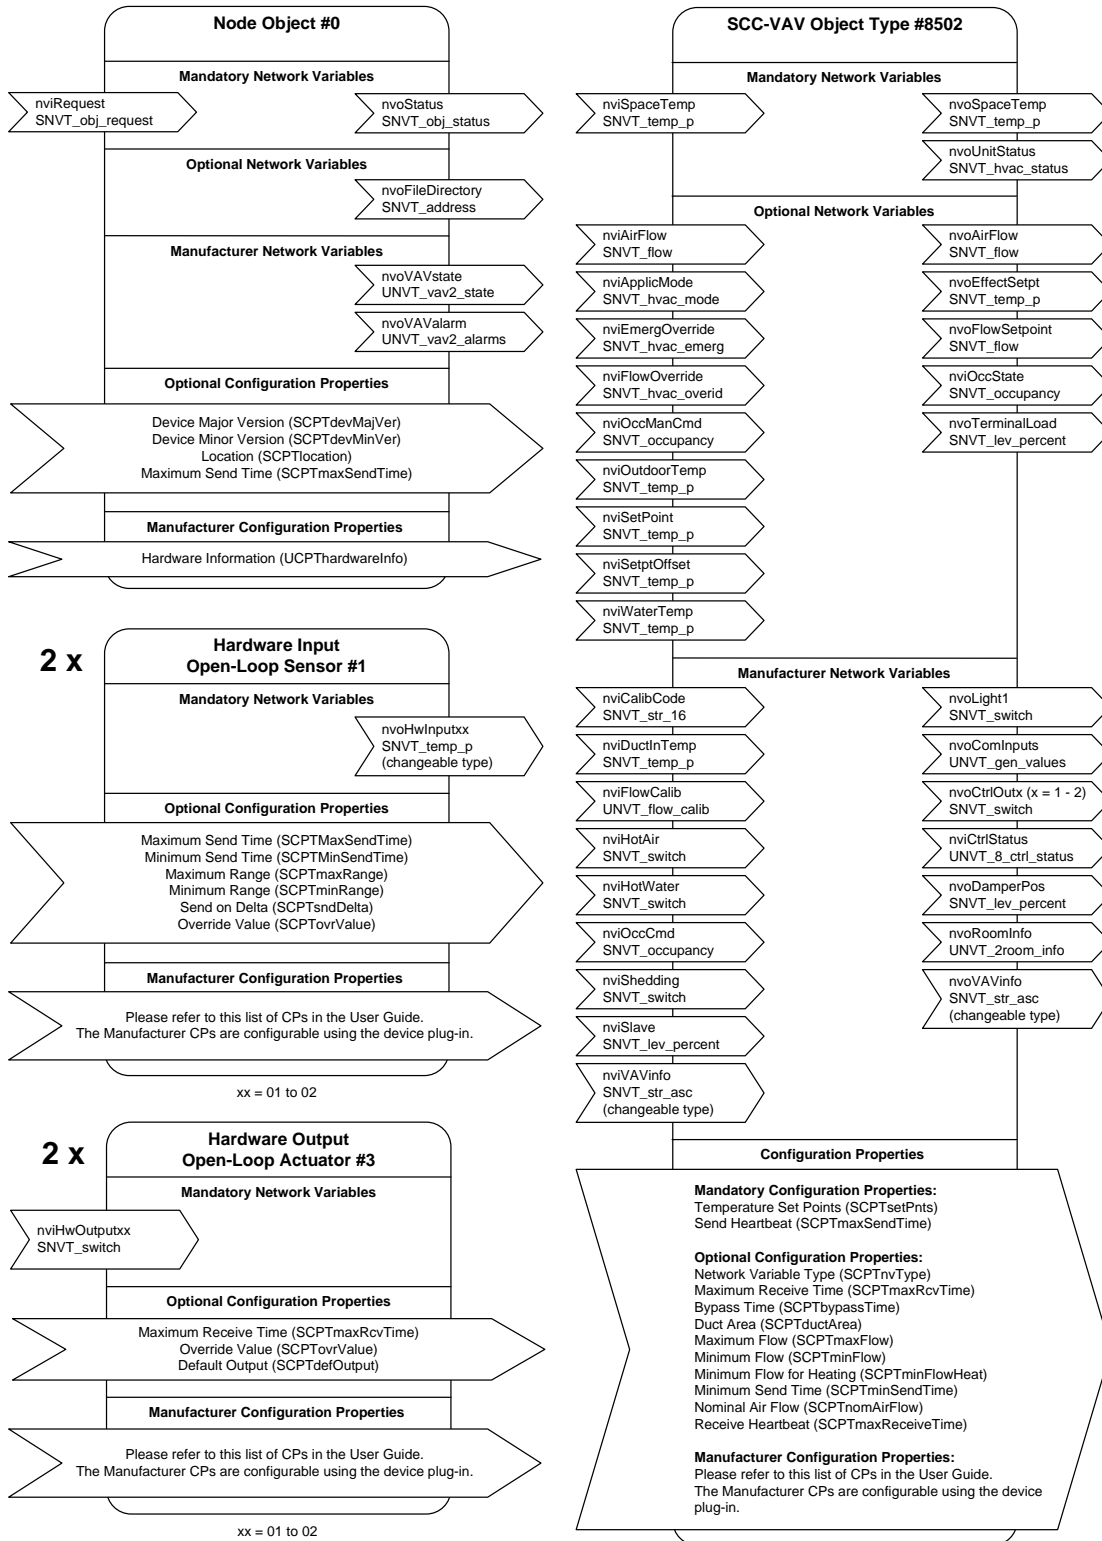 Node Object #0
Mandatory Network Variables
nviRequest
SNVT_obj_request
nvoStatus
SNVT_obj_status
Optional Network Variables
nvoFileDirectory
SNVT_address
Manufacturer Network Variables
nvoVAVstate
UNVT_vav2_state
nvoVAValarm
UNVT_vav2_alarms
Optional Configuration Properties
Device Major Version (SCPTdevMajVer)
Device Minor Version (SCPTdevMinVer)
Location (SCPTlocation)
Maximum Send Time (SCPTmaxSendTime)
Manufacturer Configuration Properties
Hardware Information (UCPThardwareInfo)
2 x
Hardware Input
Open-Loop Sensor #1
Mandatory Network Variables
nvoHwInputxx
SNVT_temp_p
(changeable type)
Optional Configuration Properties
Maximum Send Time (SCPTMaxSendTime)
Minimum Send Time (SCPTMinSendTime)
Maximum Range (SCPTmaxRange)
Minimum Range (SCPTminRange)
Send on Delta (SCPTsndDelta)
Override Value (SCPTovrValue)
Manufacturer Configuration Properties
Please refer to this list of CPs in the User Guide.
The Manufacturer CPs are configurable using the device plug-in.
xx = 01 to 02
2 x
Hardware Output
Open-Loop Actuator #3
Mandatory Network Variables
nviHwOutputxx
SNVT_switch
Optional Configuration Properties
Maximum Receive Time (SCPTmaxRcvTime)
Override Value (SCPTovrValue)
Default Output (SCPTdefOutput)
Manufacturer Configuration Properties
Please refer to this list of CPs in the User Guide.
The Manufacturer CPs are configurable using the device plug-in.
xx = 01 to 02
SCC-VAV Object Type #8502
Mandatory Network Variables
nviSpaceTemp
SNVT_temp_p
nvoSpaceTemp
SNVT_temp_p
nvoUnitStatus
SNVT_hvac_status
Optional Network Variables
nviAirFlow
SNVT_flow
nviApplicMode
SNVT_hvac_mode
nviEmergOverride
SNVT_hvac_emerg
nviFlowOverride
SNVT_hvac_overid
nviOccManCmd
SNVT_occupancy
nviOutdoorTemp
SNVT_temp_p
nviSetPoint
SNVT_temp_p
nviSetptOffset
SNVT_temp_p
nviWaterTemp
SNVT_temp_p
nvoAirFlow
SNVT_flow
nvoEffectSetpt
SNVT_temp_p
nvoFlowSetpoint
SNVT_flow
nviOccState
SNVT_occupancy
nvoTerminalLoad
SNVT_lev_percent
Manufacturer Network Variables
nviCalibCode
SNVT_str_16
nviDuctInTemp
SNVT_temp_p
nviFlowCalib
UNVT_flow_calib
nviHotAir
SNVT_switch
nviHotWater
SNVT_switch
nviOccCmd
SNVT_occupancy
nviShedding
SNVT_switch
nviSlave
SNVT_lev_percent
nviVAVinfo
SNVT_str_asc
(changeable type)
nvoLight1
SNVT_switch
nvoComInputs
UNVT_gen_values
nvoCtrlOutx (x = 1 - 2)
SNVT_switch
nviCtrlStatus
UNVT_8_ctrl_status
nvoDamperPos
SNVT_lev_percent
nvoRoomInfo
UNVT_2room_info
nvoVAVinfo
SNVT_str_asc
(changeable type)
Configuration Properties
Mandatory Configuration Properties:
Temperature Set Points (SCPTsetPnts)
Send Heartbeat (SCPTmaxSendTime)
Optional Configuration Properties:
Network Variable Type (SCPTnvType)
Maximum Receive Time (SCPTmaxRcvTime)
Bypass Time (SCPTbypassTime)
Duct Area (SCPTductArea)
Maximum Flow (SCPTmaxFlow)
Minimum Flow (SCPTminFlow)
Minimum Flow for Heating (SCPTminFlowHeat)
Minimum Send Time (SCPTminSendTime)
Nominal Air Flow (SCPTnomAirFlow)
Receive Heartbeat (SCPTmaxReceiveTime)
Manufacturer Configuration Properties:
Please refer to this list of CPs in the User Guide.
The Manufacturer CPs are configurable using the device
plug-in.